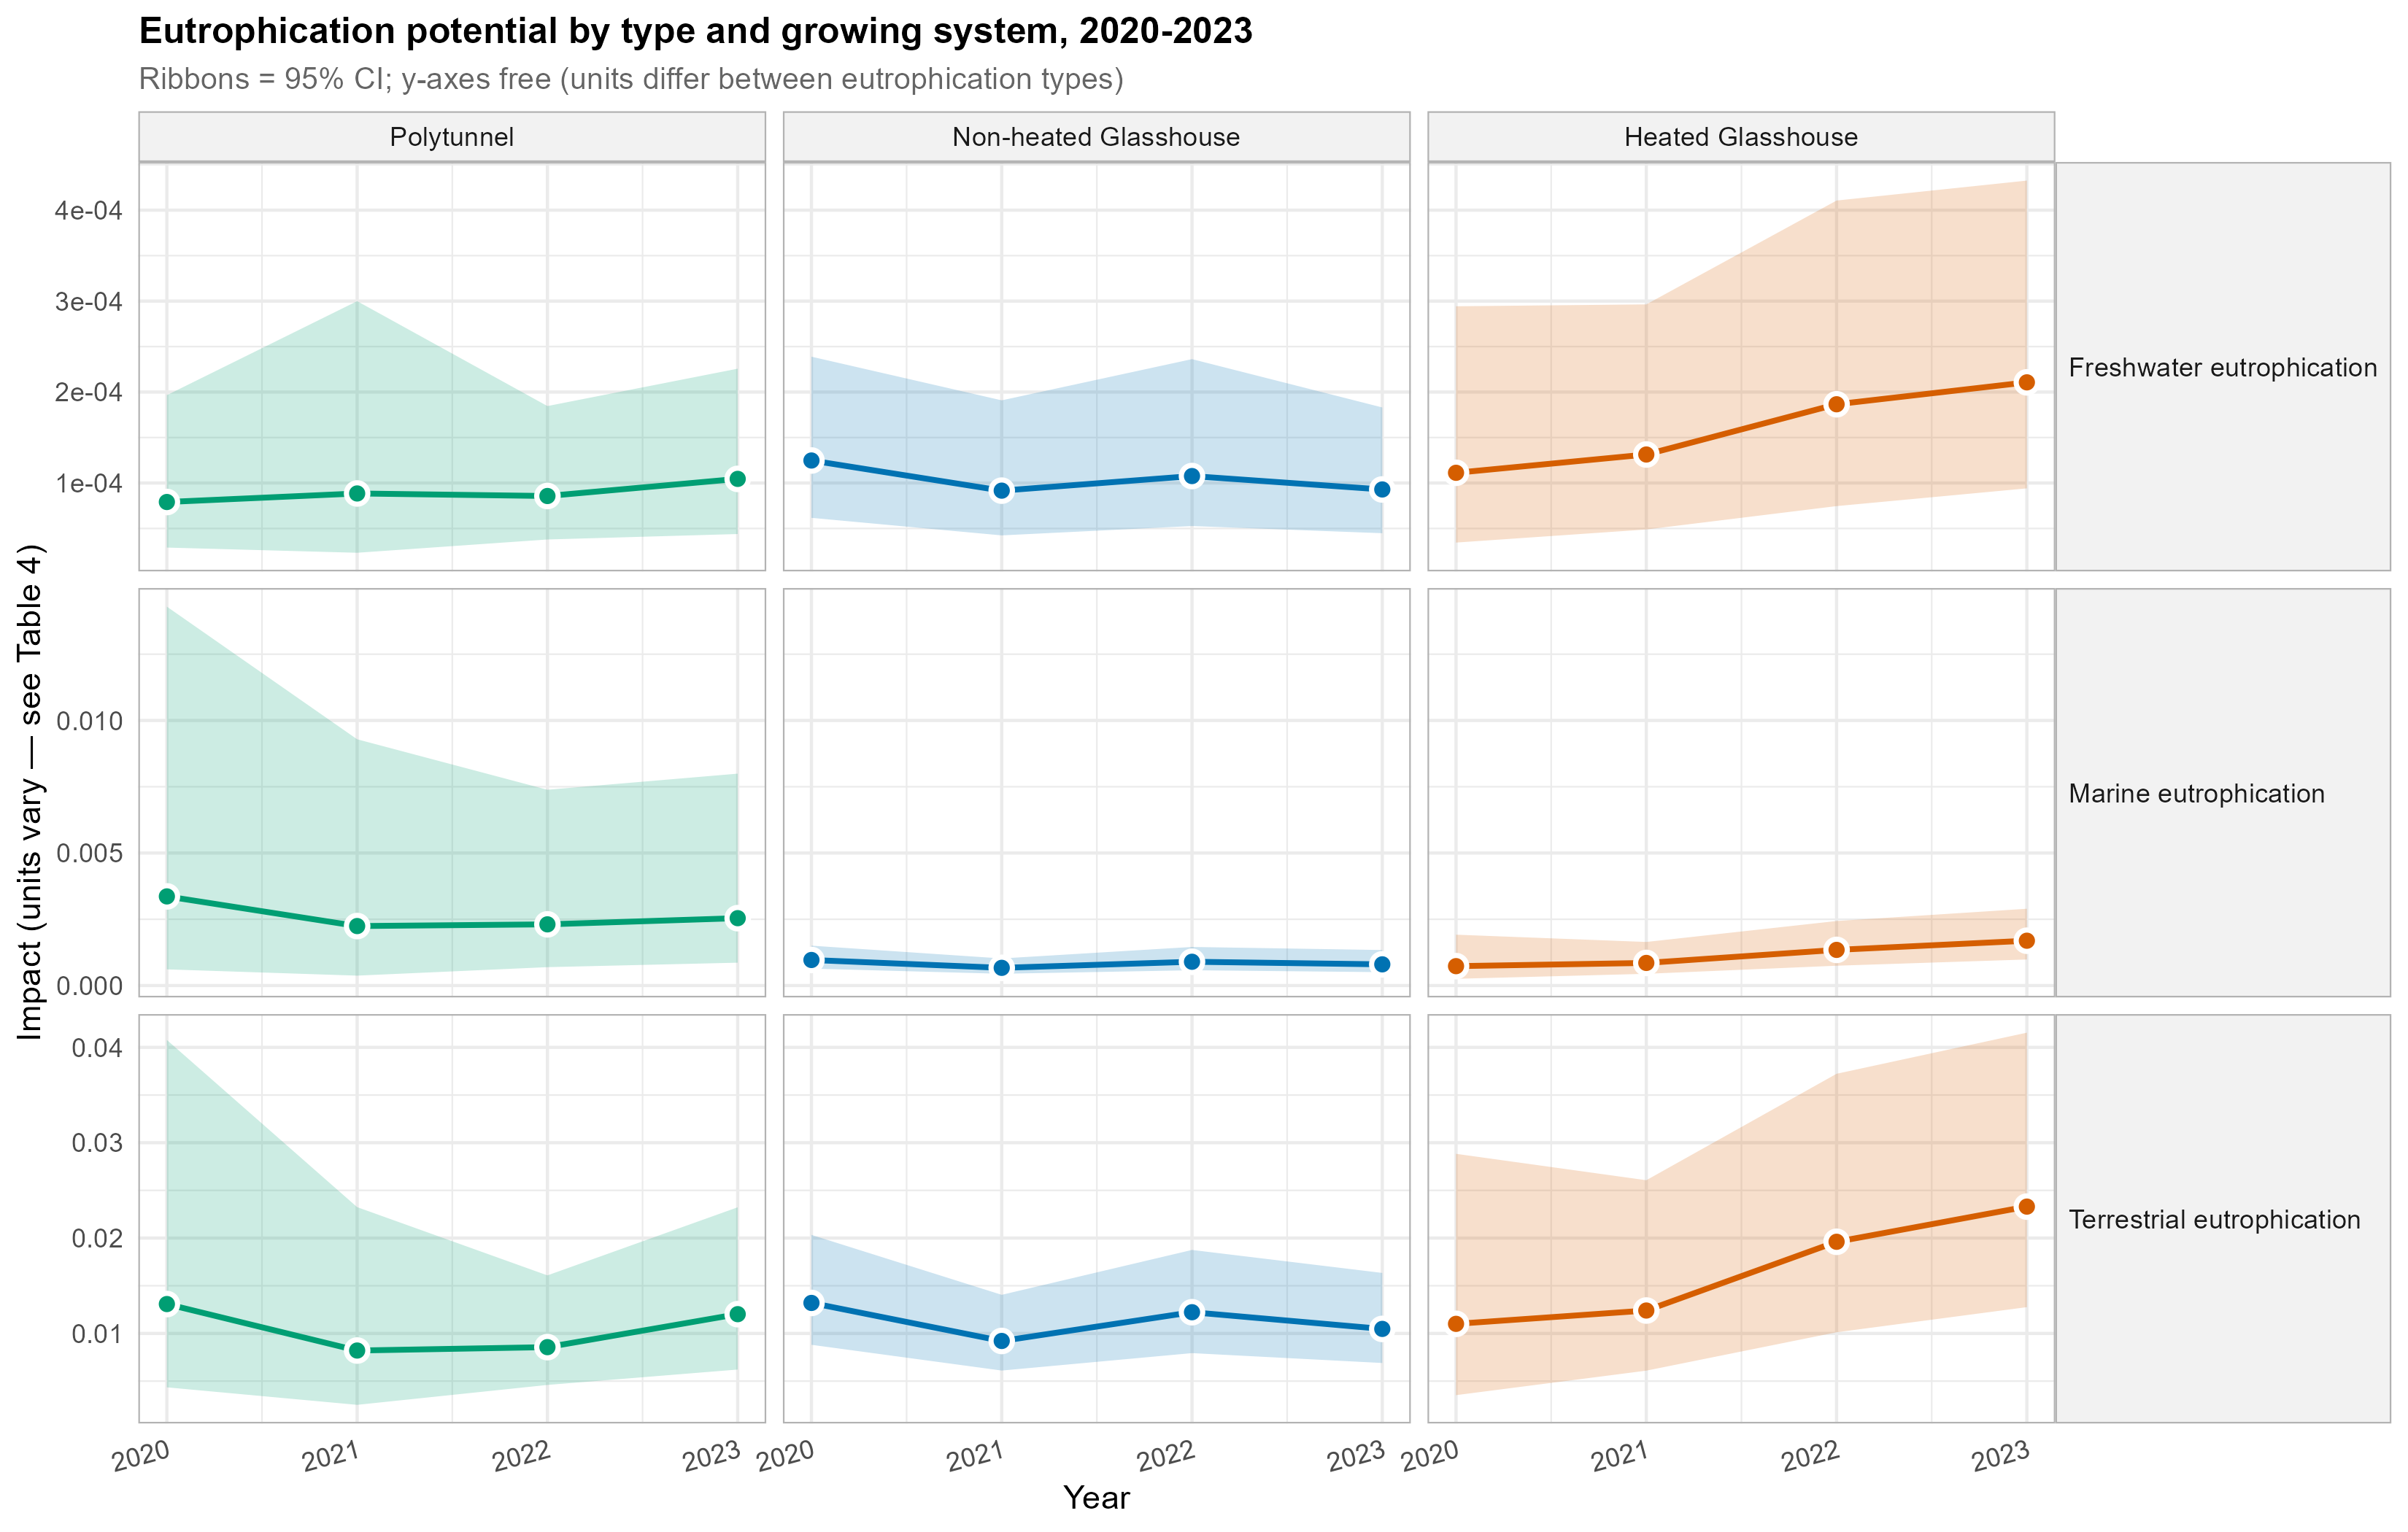 Eutrophication potential by type and growing system, 2020-2023
Ribbons = 95% CI; y-axes free (units differ between eutrophication types)
Polytunnel
Non-heated Glasshouse
Heated Glasshouse
4e-04
3e-04
2e-04
1e-04
Freshwater eutrophication
0.010
0.005
0.000
Marine eutrophication
0.04
0.03
0.02
0.01
Terrestrial eutrophication
Impact (units vary — see Table 4)
2020 2021 2022 2023 2020 2021 2022 2023 2020 2021 2022 2023
Year